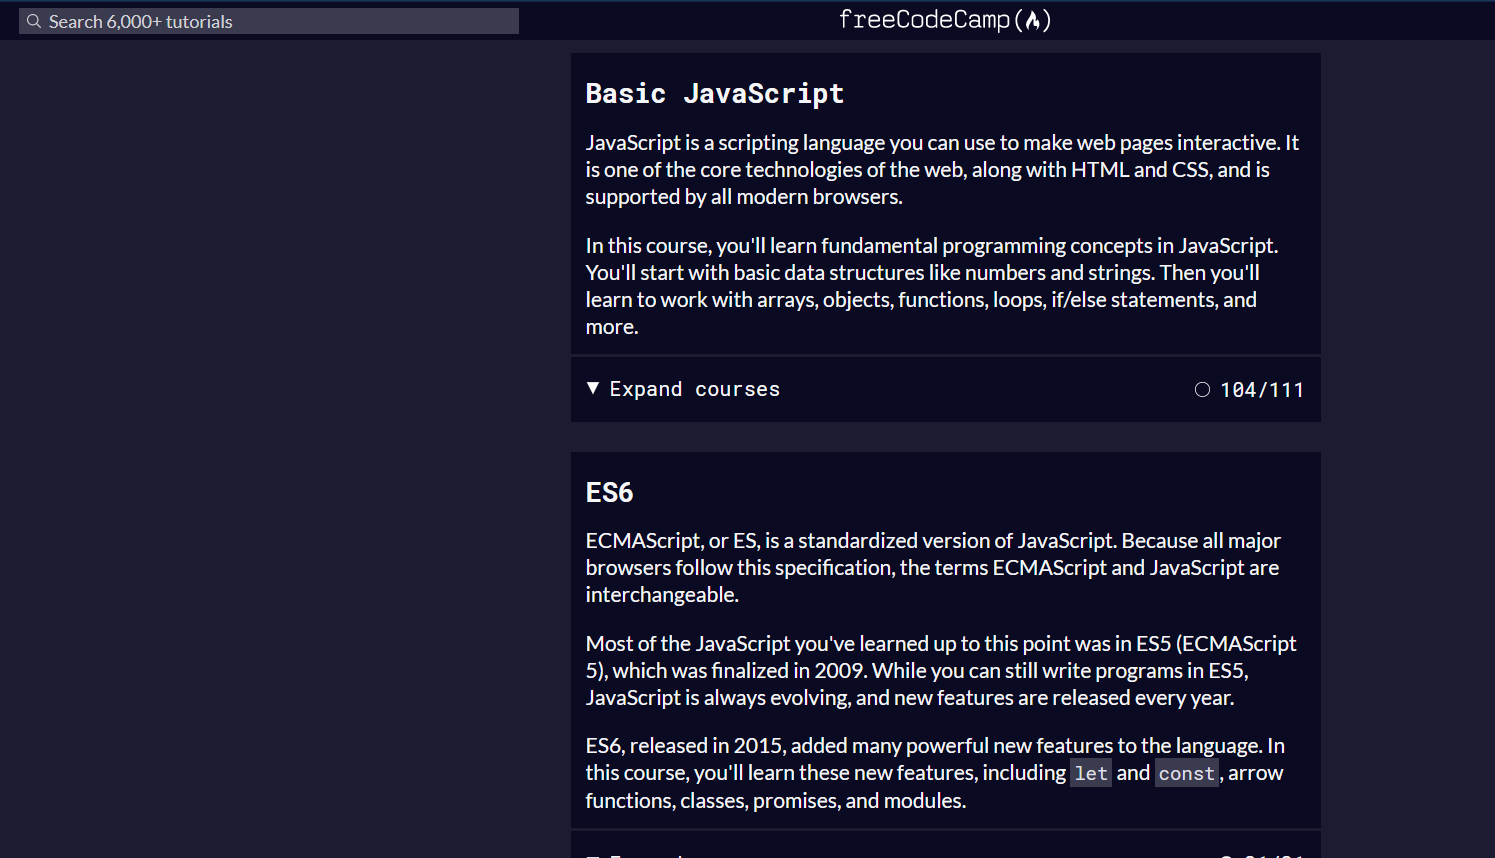 Search 6,000+ tutorials
freeCodeCamp
Basic JavaScript
JavaScript is a scripting language you can use to make web pages interactive. It
is one of the core technologies of the web, along with HTML and CSS, and is
supported by all modern browsers.
In this course, you'll learn fundamental programming concepts in JavaScript.
You'll start with basic data structures like numbers and strings. Then you'll
learn to work with arrays, objects, functions, loops, if/else statements, and
more.
Expand courses 104/111
ES6
ECMAScript, or ES, is a standardized version of JavaScript. Because all major
browsers follow this specification, the terms ECMAScript and JavaScript are
interchangeable.
Most of the JavaScript you've learned up to this point was in ES5 (ECMAScript
5), which was finalized in 2009. While you can still write programs in ES5,
JavaScript is always evolving, and new features are released every year.
ES6, released in 2015, added many powerful new features to the language. In
this course, you'll learn these new features, including let and const, arrow
functions, classes, promises, and modules.